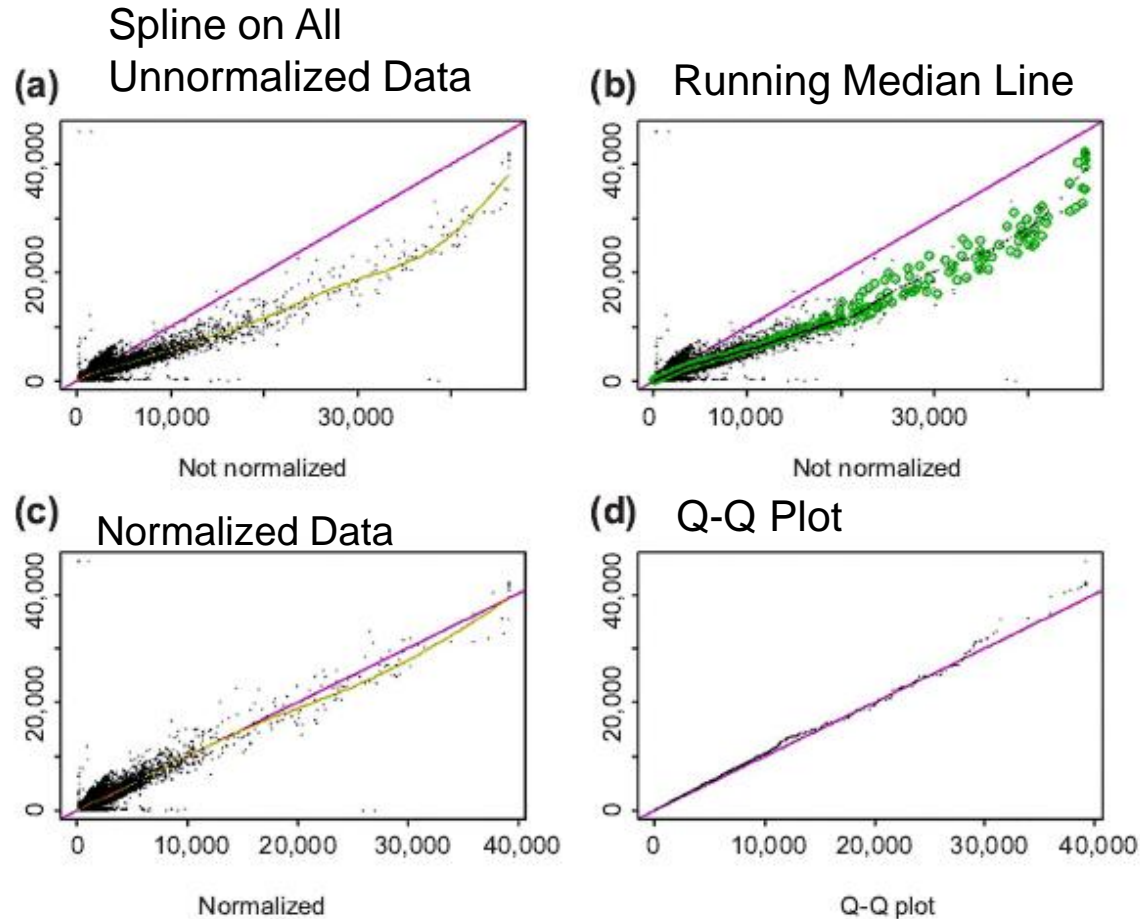 Spline on All
Unnormalized Data
(a)
40,000
20,000
0
0 10,000 30,000
Not normalized
(b) Running Median Line
40,000
20,000
0
0 10,000 30,000
Not normalized
(c) Normalized Data
40,000
20,000
0
0 10,000 20,000 30,000 40,000
Normalized
(d) Q-Q Plot
40,000
20,000
0
0 10,000 20,000 30,000 40,000
Q-Q plot